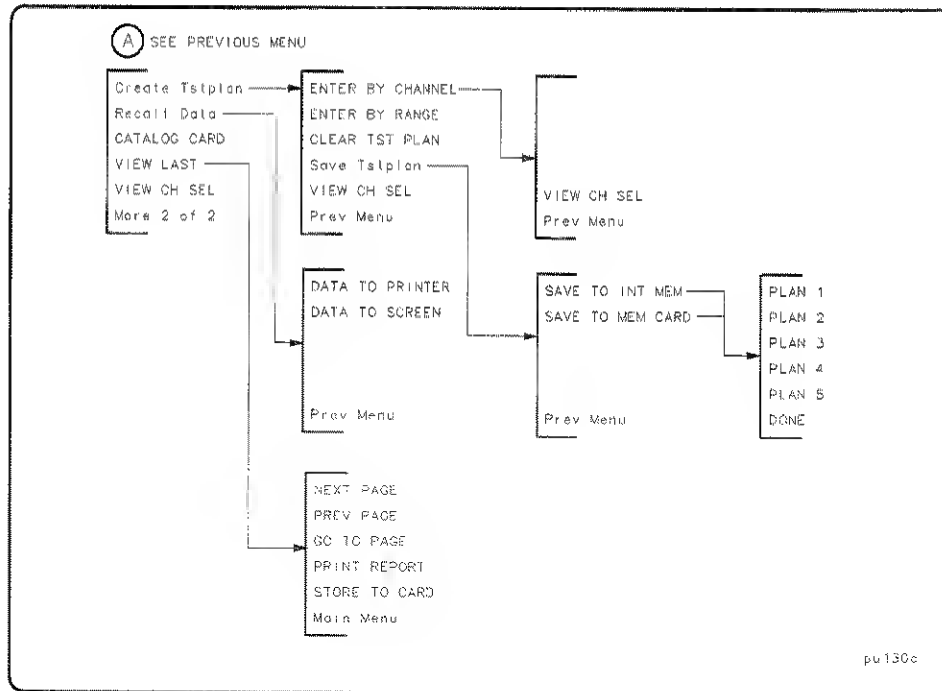 A SEE PREVIOUS MENU
Create Tstplan
Recall Data
CATALOG CARD
VIEW LAST
VIEW CH SEL
More 2 of 2
ENTER BY CHANNEL
ENTER BY RANGE
CLEAR TST PLAN
Save Tstplan
VIEW CH SEL
Prev Menu
VIEW CH SEL
Prev Menu
DATA TO PRINTER
DATA TO SCREEN
Prev Menu
SAVE TO INT MEM
SAVE TO MEM CARD
Prev Menu
PLAN 1
PLAN 2
PLAN 3
PLAN 4
PLAN 5
DONE
NEXT PAGE
PREV PAGE
GO TO PAGE
PRINT REPORT
STORE TO CARD
Main Menu
pu130c